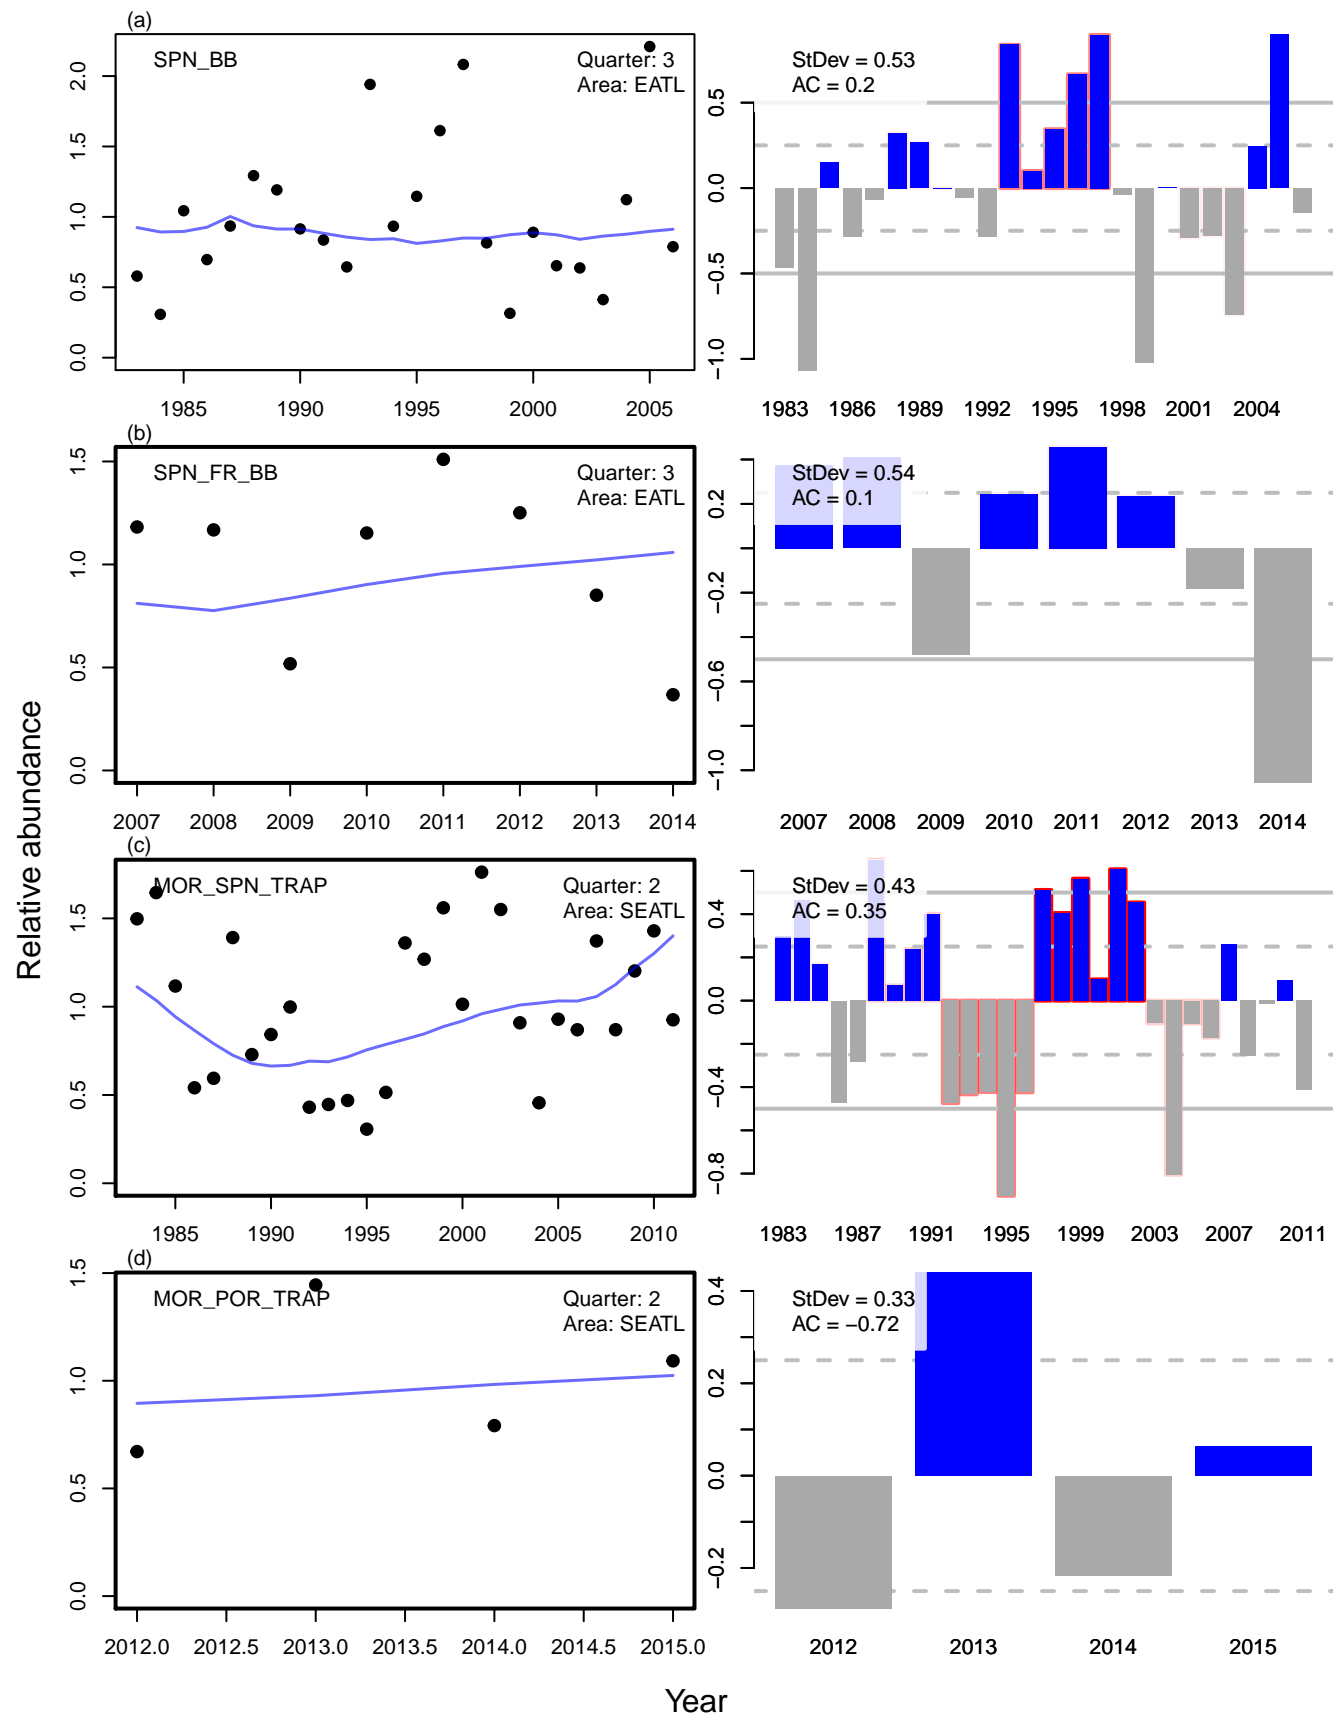 (a)
SPN_BB
Quarter: 3
Area: EATL
0.0 0.5 1.0 1.5 2.0
1985 1990 1995 2000 2005
StDev = 0.53
AC = 0.2
−1.0 −0.5 0.0 0.5
1983 1986 1989 1992 1995 1998 2001 2004
(b)
SPN_FR_BB
Quarter: 3
Area: EATL
0.0 0.5 1.0 1.5
2007 2008 2009 2010 2011 2012 2013 2014
StDev = 0.54
AC = 0.1
−1.0 −0.6 −0.2 0.2
2007 2008 2009 2010 2011 2012 2013 2014
Relative abundance
(c)
MOR_SPN_TRAP
Quarter: 2
Area: SEATL
0.0 0.5 1.0 1.5
1985 1990 1995 2000 2005 2010
StDev = 0.43
AC = 0.35
−0.8 −0.4 0.0 0.4
1983 1987 1991 1995 1999 2003 2007 2011
(d)
MOR_POR_TRAP
Quarter: 2
Area: SEATL
0.0 0.5 1.0 1.5
2012.0 2012.5 2013.0 2013.5 2014.0 2014.5 2015.0
StDev = 0.33
AC = −0.72
−0.2 0.0 0.2 0.4
2012 2013 2014 2015
Year